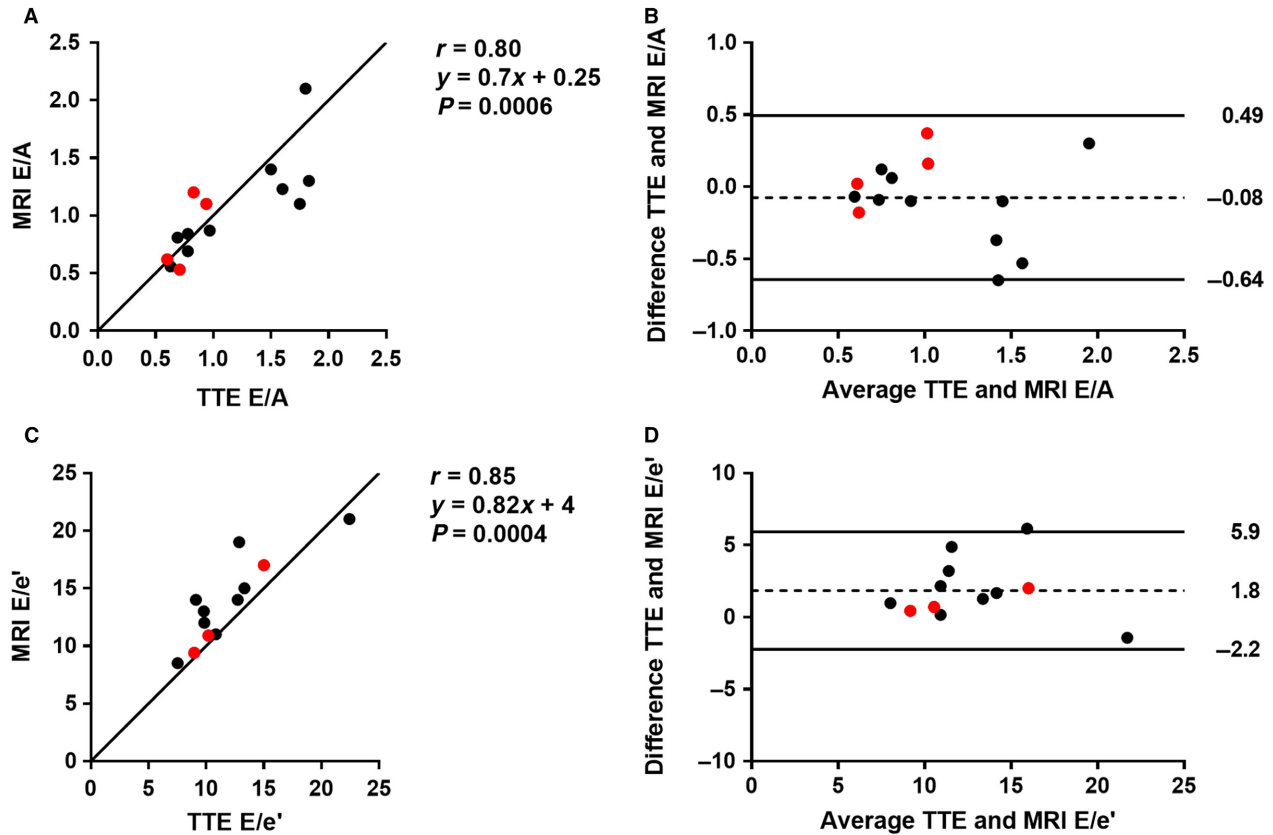 A
2.5
2.0
1.5
1.0
0.5
0.0
0.0 0.5 1.0 1.5 2.0 2.5
MRI E/A
TTE E/A
r = 0.80
y = 0.7x + 0.25
P = 0.0006
B
1.0
0.5
0.0
–0.5
–1.0
0.0 0.5 1.0 1.5 2.0 2.5
Difference TTE and MRI E/A
Average TTE and MRI E/A
0.49
–0.08
–0.64
C
25
20
15
10
5
0
0 5 10 15 20 25
MRI E/e'
TTE E/e'
r = 0.85
y = 0.82x + 4
P = 0.0004
D
10
5
0
–5
–10
0 5 10 15 20 25
Difference TTE and MRI E/e'
Average TTE and MRI E/e'
5.9
1.8
–2.2